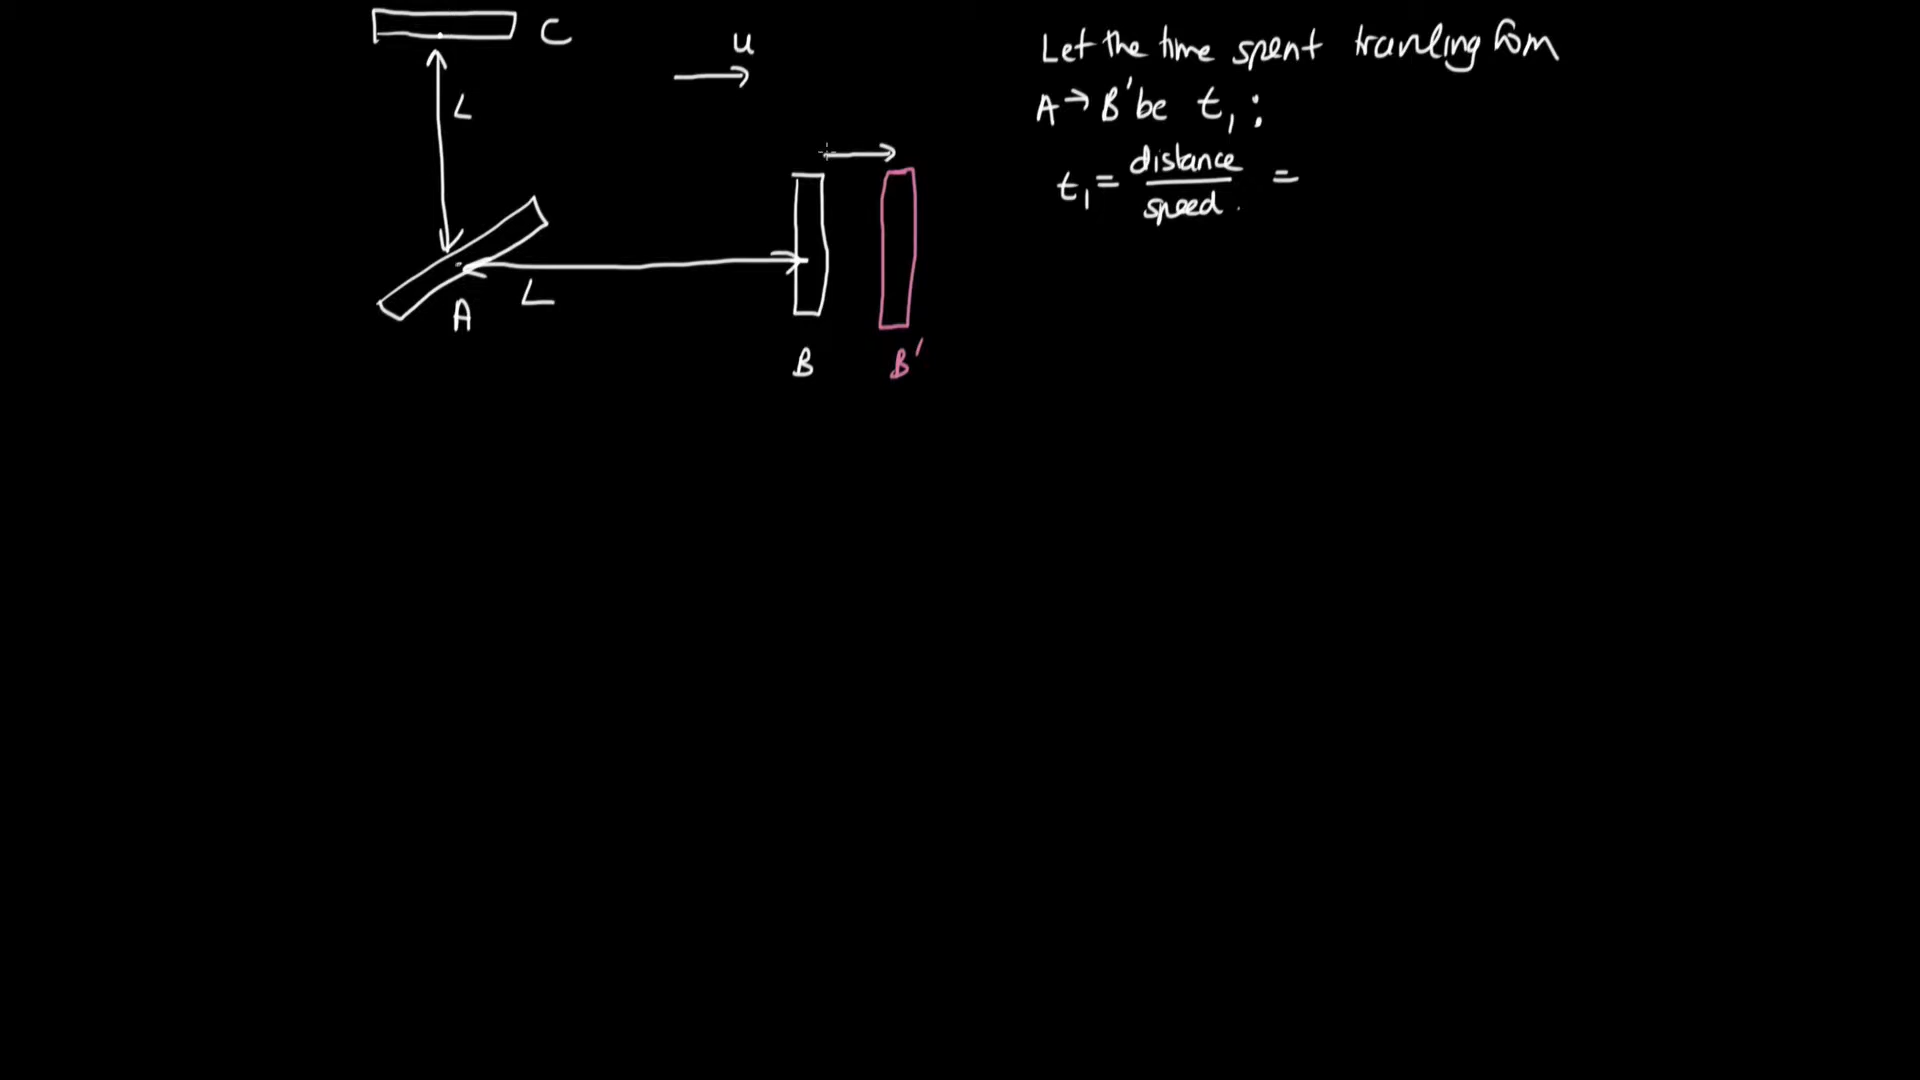 C
u
L
L
A
B
B'
Let the time spent traveling from
A → B' be t₁ :
t₁ = distance / speed =